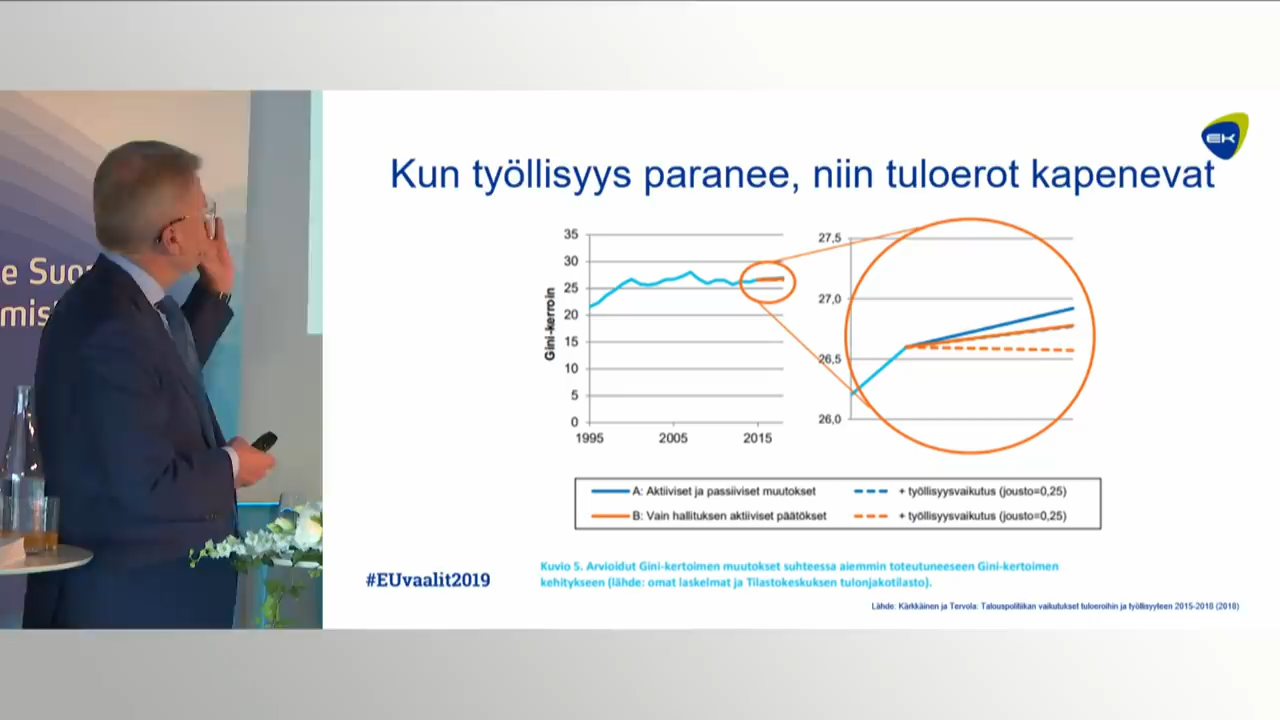 e Suo
mis
EK
Kun työllisyys paranee, niin tuloerot kapenevat
Gini-kerroin
35
30
25
20
15
10
5
0
1995
2005
2015
27,5
27,0
26,5
26,0
A: Aktiiviset ja passiiviset muutokset
+ työllisyysvaikutus (jousto=0,25)
B: Vain hallituksen aktiiviset päätökset
+ työllisyysvaikutus (jousto=0,25)
Kuvio 5. Arvioidut Gini-kertoimen muutokset suhteessa aiemmin toteutuneeseen Gini-kertoimen
kehitykseen (lähde: omat laskelmat ja Tilastokeskuksen tulonjakotilasto).
#EUvaalit2019
Lähde: Kärkkäinen ja Tervola: Talouspolitiikan vaikutukset tuloeroihin ja työllisyyteen 2015-2018 (2018)